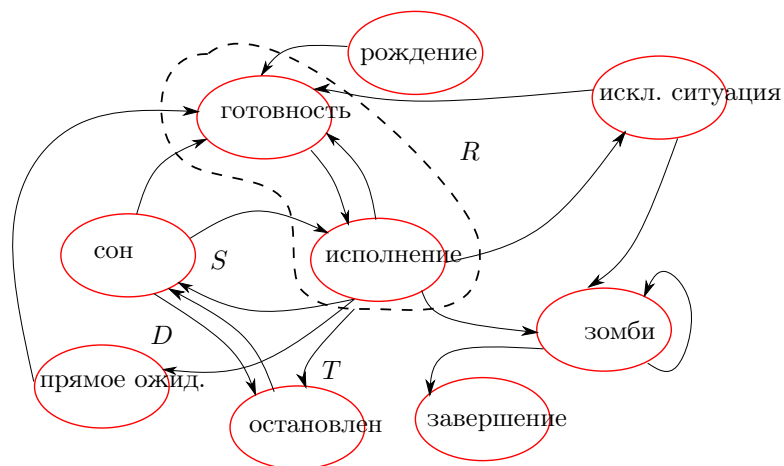 рождение
искл. ситуация
готовность
R
сон
S
исполнение
D
зомби
прямое ожид.
T
остановлен
завершение